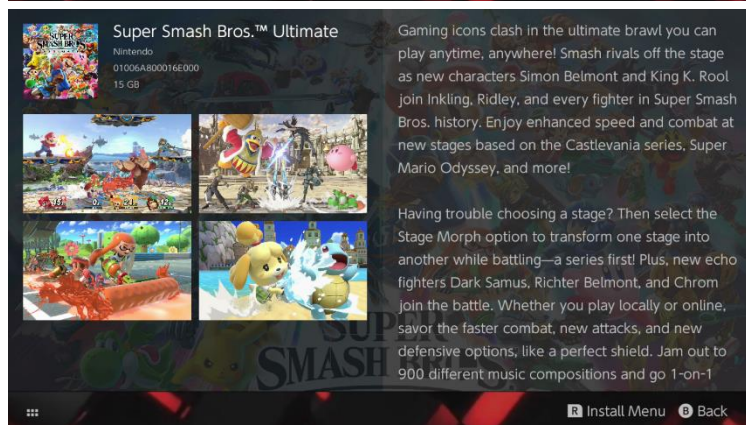 Super Smash Bros.™ Ultimate
Nintendo
01006A800016E000
15 GB
Gaming icons clash in the ultimate brawl you can
play anytime, anywhere! Smash rivals off the stage
as new characters Simon Belmont and King K. Rool
join Inkling, Ridley, and every fighter in Super Smash
Bros. history. Enjoy enhanced speed and combat at
new stages based on the Castlevania series, Super
Mario Odyssey, and more!
Having trouble choosing a stage? Then select the
Stage Morph option to transform one stage into
another while battling—a series first! Plus, new echo
fighters Dark Samus, Richter Belmont, and Chrom
join the battle. Whether you play locally or online,
savor the faster combat, new attacks, and new
defensive options, like a perfect shield. Jam out to
900 different music compositions and go 1-on-1
SUPER
SMASH BROS.
R Install Menu B Back